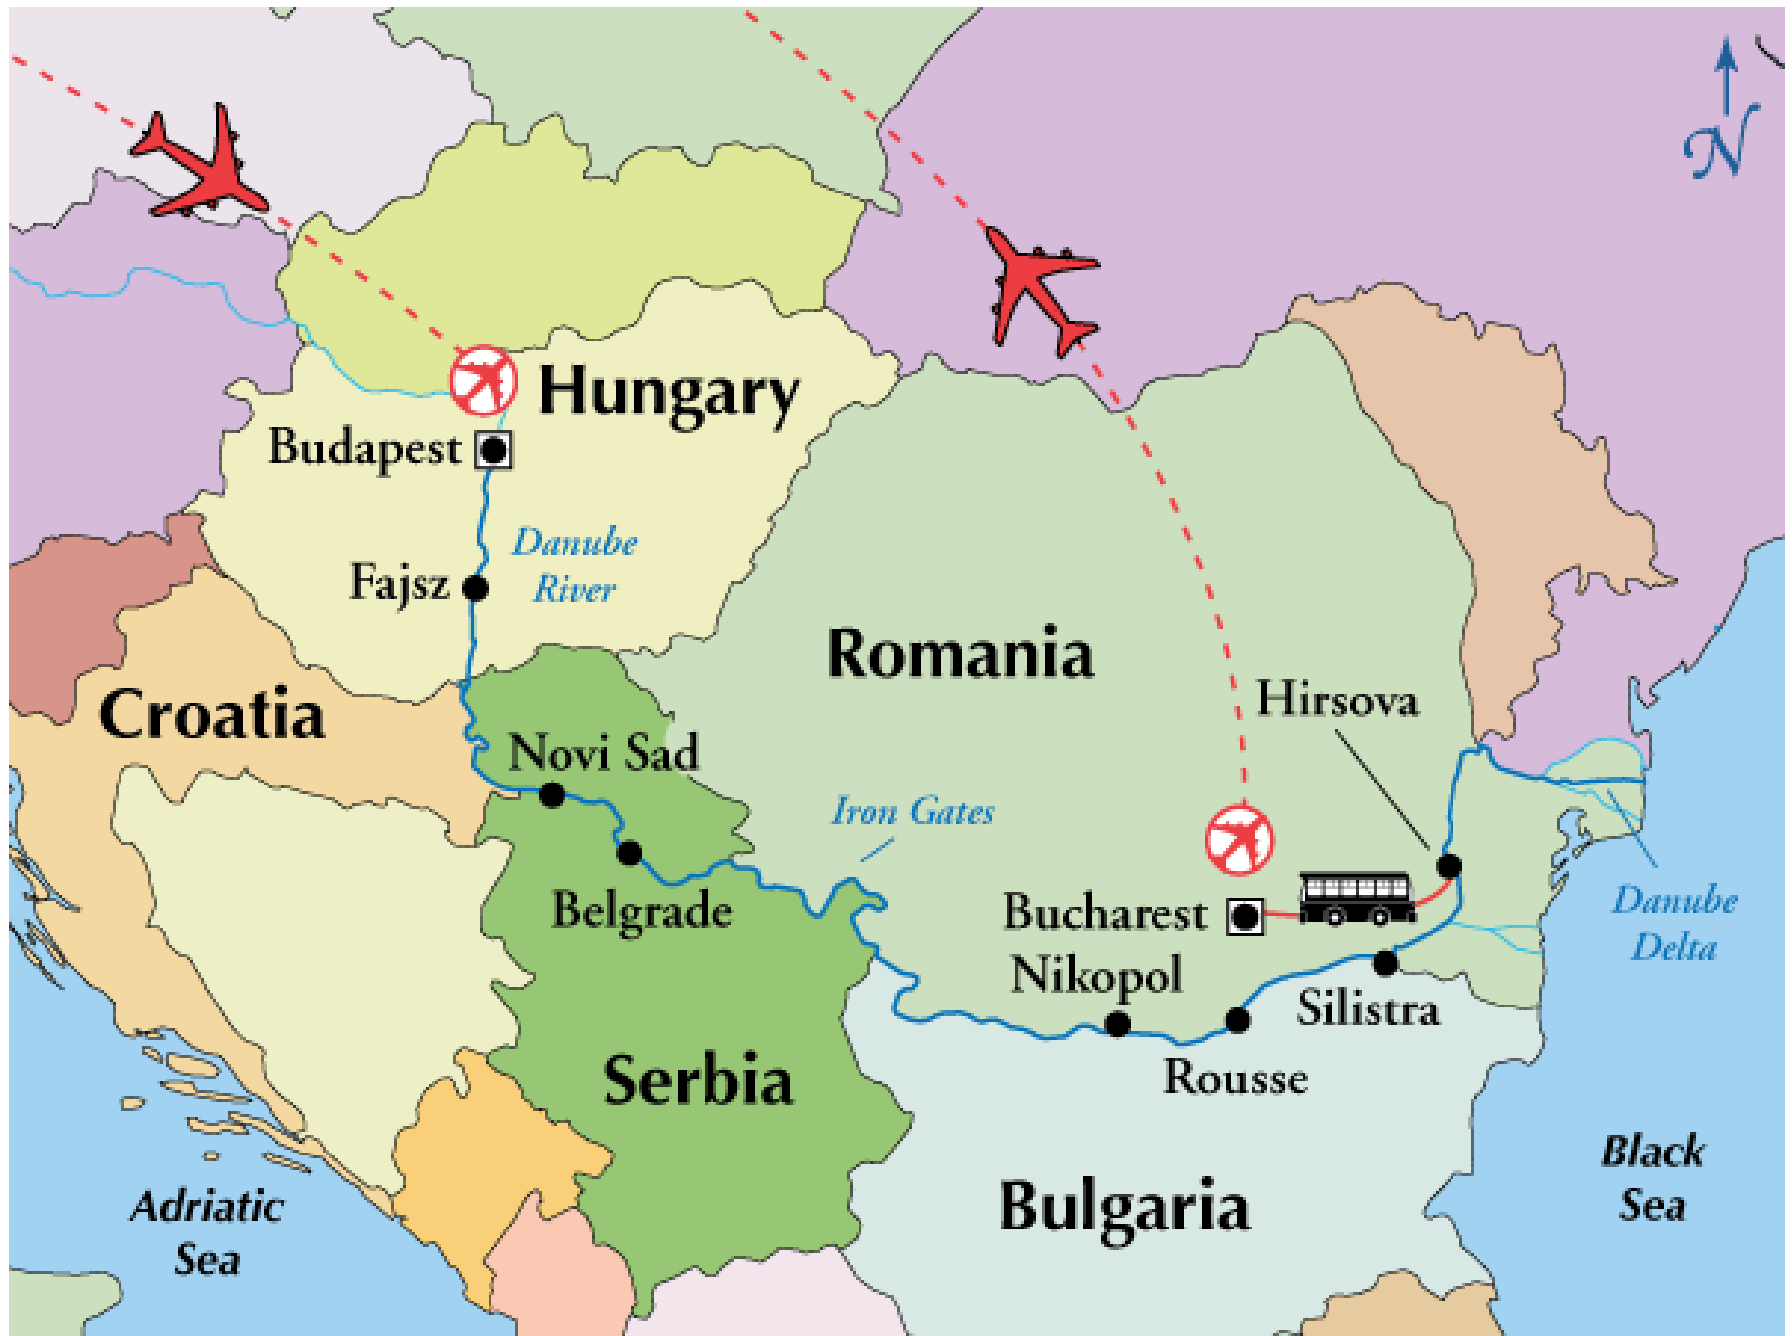 N
Hungary
Budapest
Danube
River
Fajsz
Romania
Hirsova
Croatia
Novi Sad
Iron Gates
Belgrade
Bucharest
Danube
Delta
Nikopol
Silistra
Rousse
Serbia
Bulgaria
Black
Sea
Adriatic
Sea